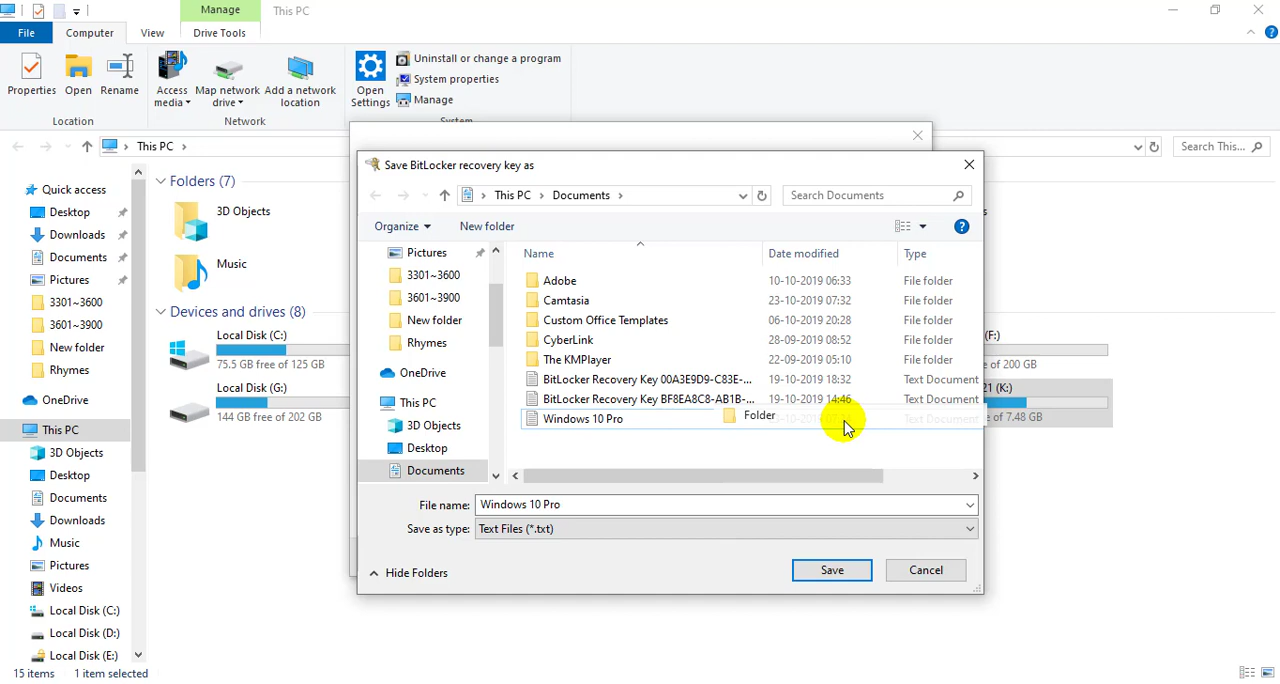 Manage
This PC
File
Computer
View
Drive Tools
Properties
Open
Rename
Access media
Map network drive
Add a network location
Open Settings
Uninstall or change a program
System properties
Manage
Location
Network
System
This PC
Search This...
Quick access
Desktop
Downloads
Documents
Pictures
3301~3600
3601~3900
New folder
Rhymes
OneDrive
This PC
3D Objects
Desktop
Documents
Downloads
Music
Pictures
Videos
Local Disk (C:)
Local Disk (D:)
Local Disk (E:)
Folders (7)
3D Objects
Music
Devices and drives (8)
Local Disk (C:)
75.5 GB free of 125 GB
Local Disk (G:)
144 GB free of 202 GB
Save BitLocker recovery key as
This PC
Documents
Search Documents
Organize
New folder
Pictures
3301~3600
3601~3900
New folder
Rhymes
OneDrive
This PC
3D Objects
Desktop
Documents
Name Date modified Type
Adobe 10-10-2019 06:33 File folder
Camtasia 23-10-2019 07:32 File folder
Custom Office Templates 06-10-2019 20:28 File folder
CyberLink 28-09-2019 08:52 File folder
The KMPlayer 22-09-2019 05:10 File folder
BitLocker Recovery Key 00A3E9D9-C83E-... 19-10-2019 18:32 Text Document
BitLocker Recovery Key BF8EA8C8-AB1B-... 19-10-2019 14:46 Text Document
Windows 10 Pro Text Document
Folder
File name: Windows 10 Pro
Save as type: Text Files (*.txt)
Hide Folders
Save
Cancel
(F:)
of 200 GB
21 (K:)
e of 7.48 GB
15 items
1 item selected